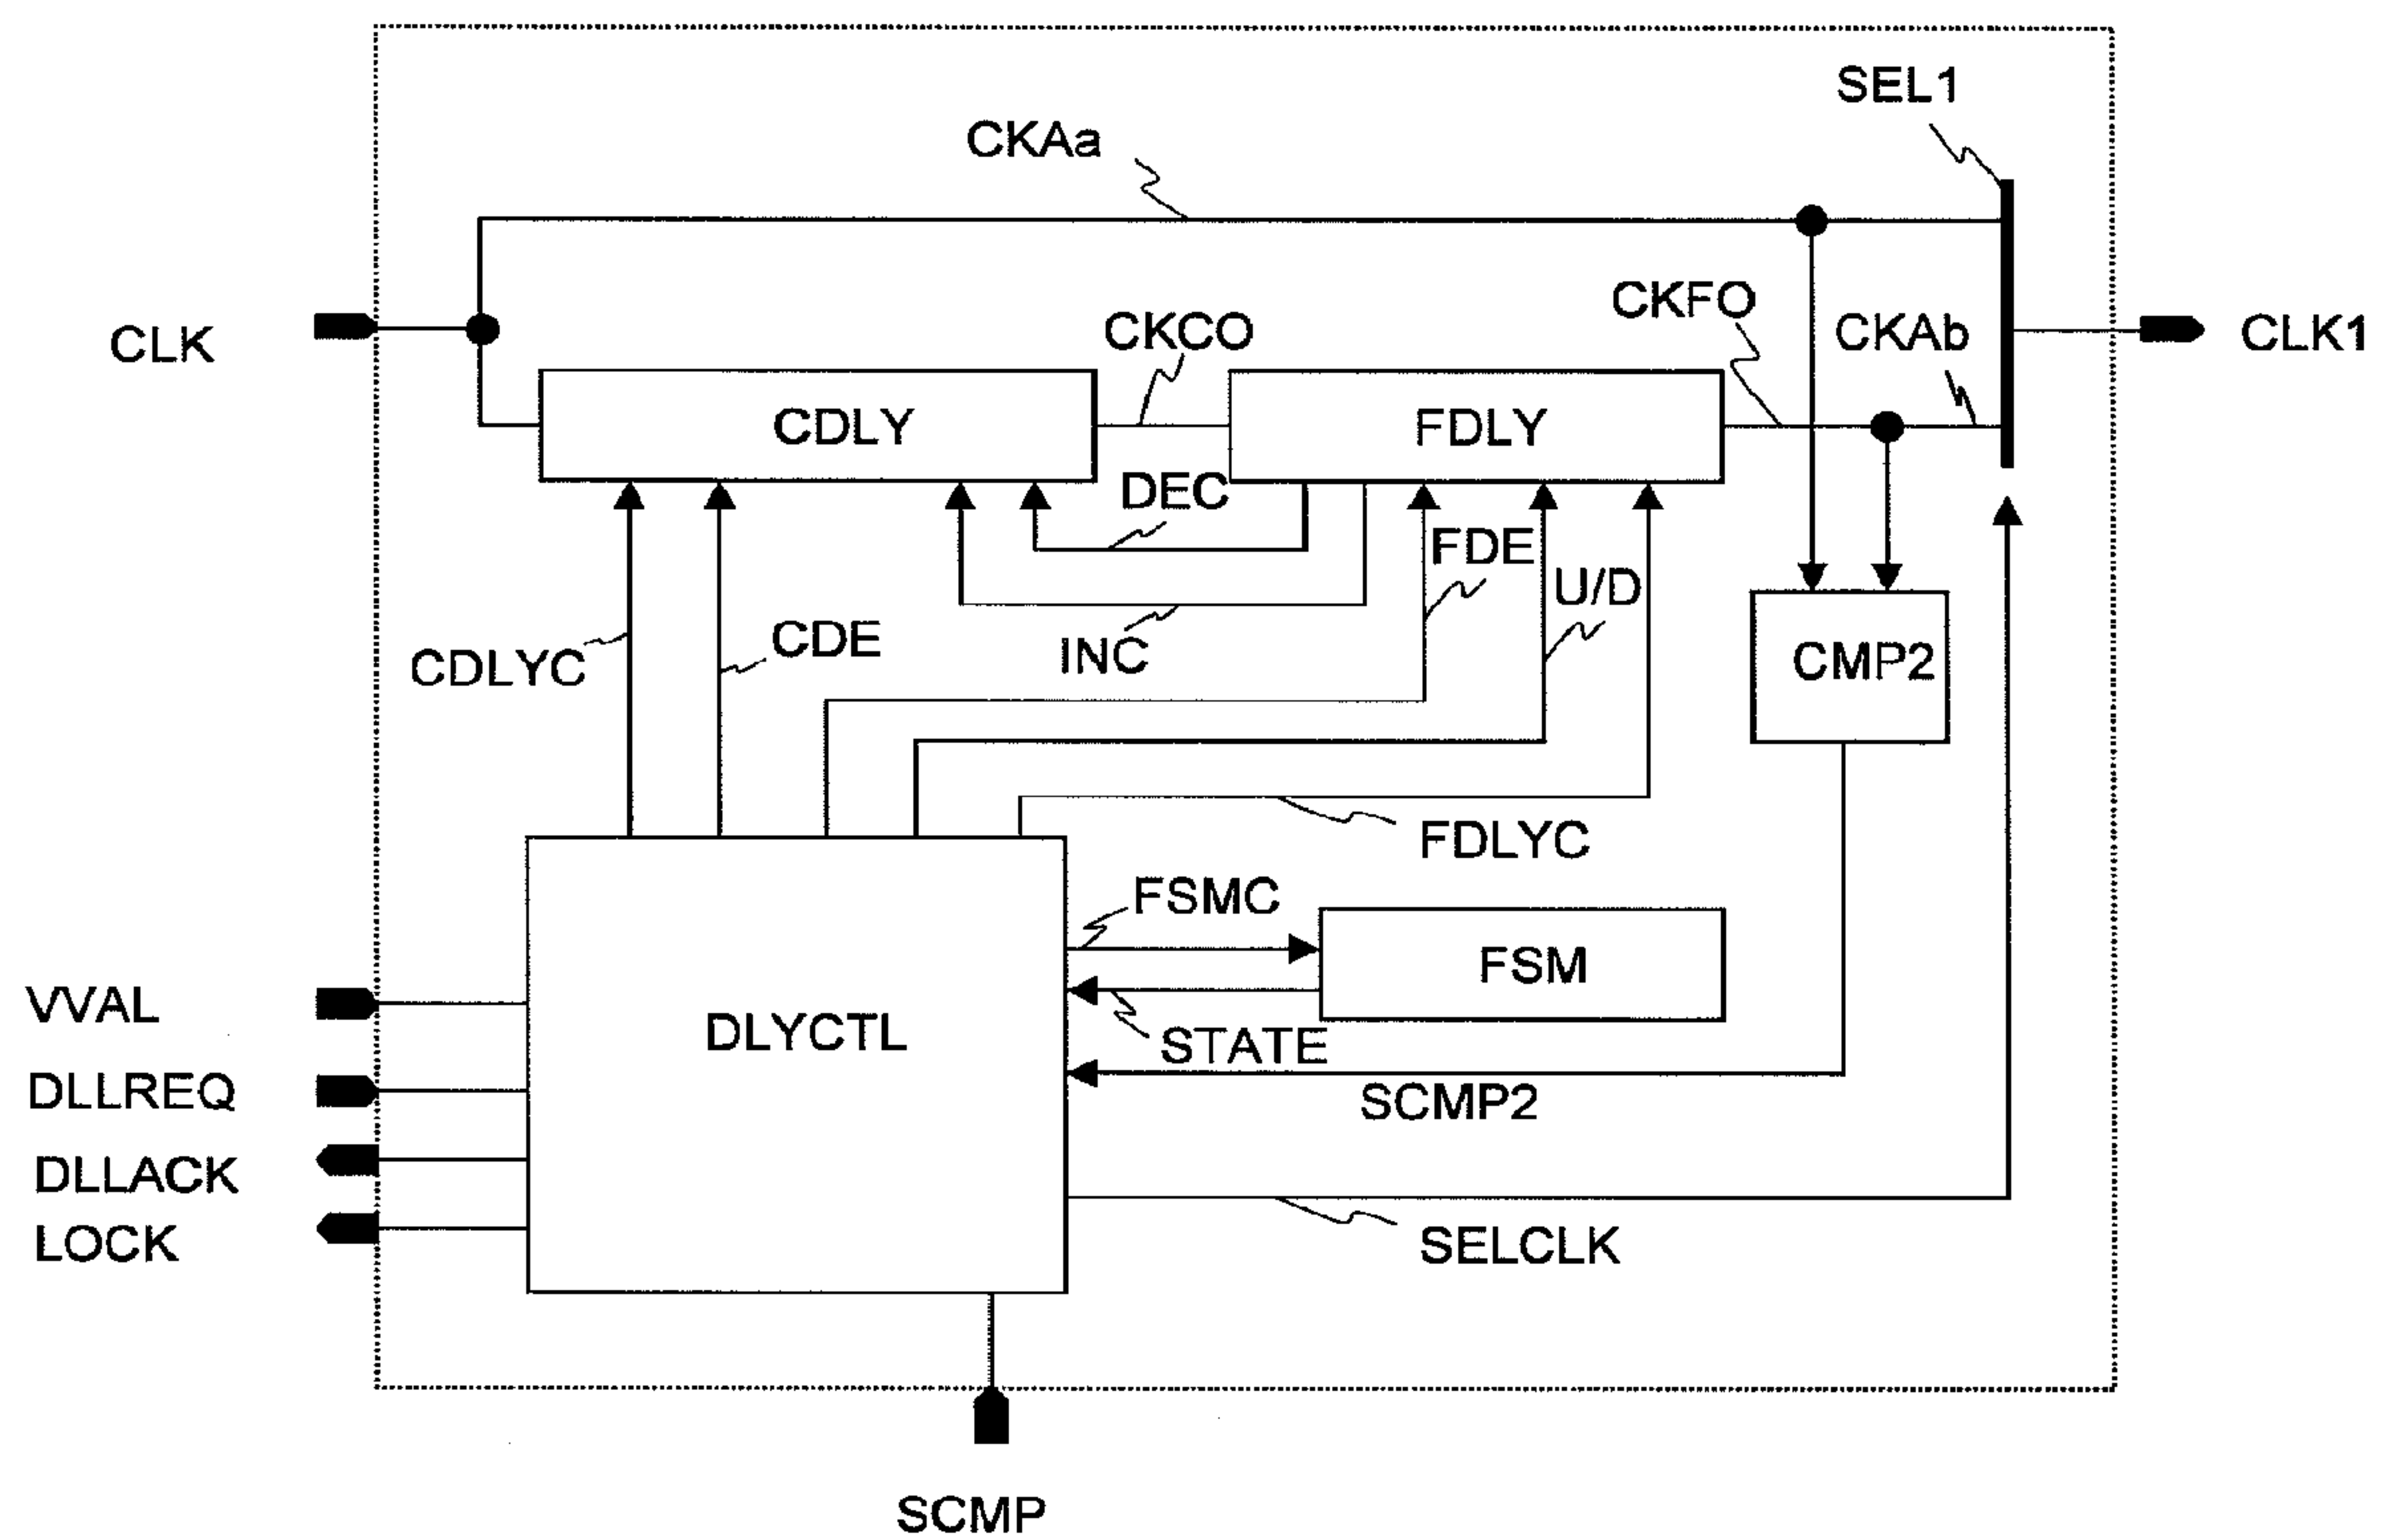 SEL1
CKAa
CKFO
CKCO
CKAb
CLK
CLK1
CDLY
FDLY
DEC
FDE
U/D
CDE
INC
CDLYC
CMP2
FDLYC
FSMC
FSM
VVAL
DLYCTL
STATE
DLLREQ
SCMP2
DLLACK
LOCK
SELCLK
SCMP